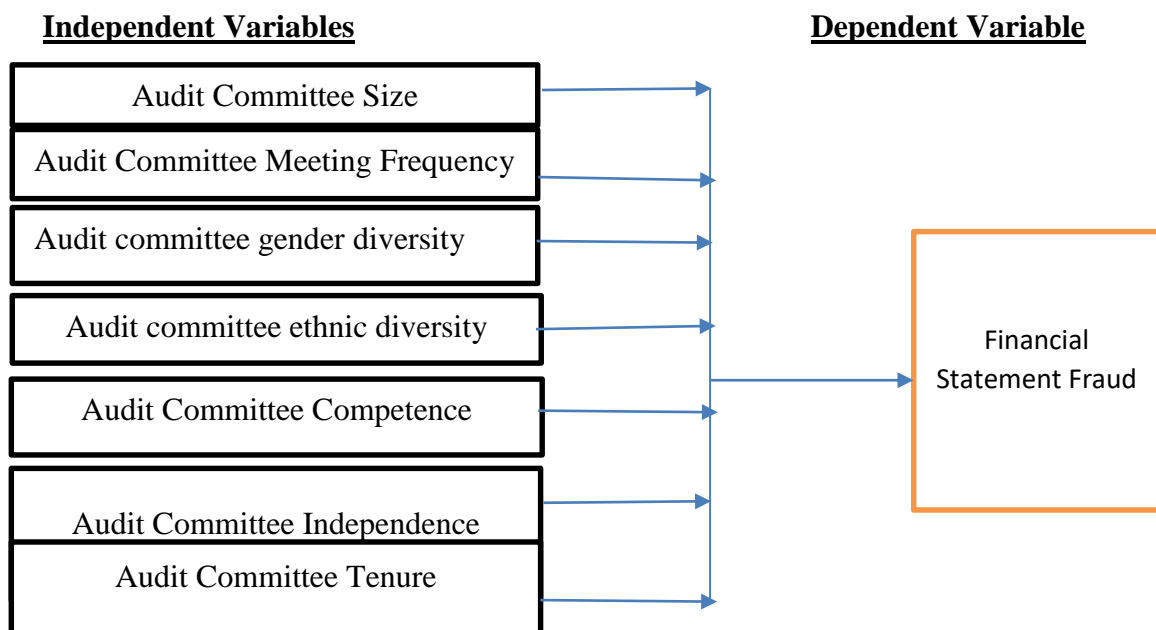 Independent Variables
Dependent Variable
Audit Committee Size
Audit Committee Meeting Frequency
Audit committee gender diversity
Audit committee ethnic diversity
Audit Committee Competence
Audit Committee Independence
Audit Committee Tenure
Financial
Statement Fraud